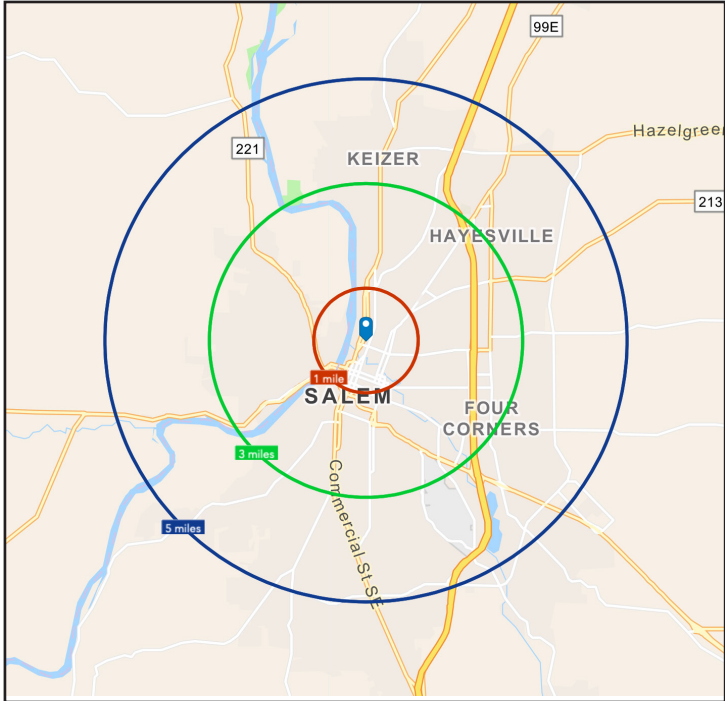 99E
Hazelgreen
221
KEIZER
213
HAYESVILLE
1 mile
SALEM
FOUR
CORNERS
3 miles
Commercial St SE
5 miles